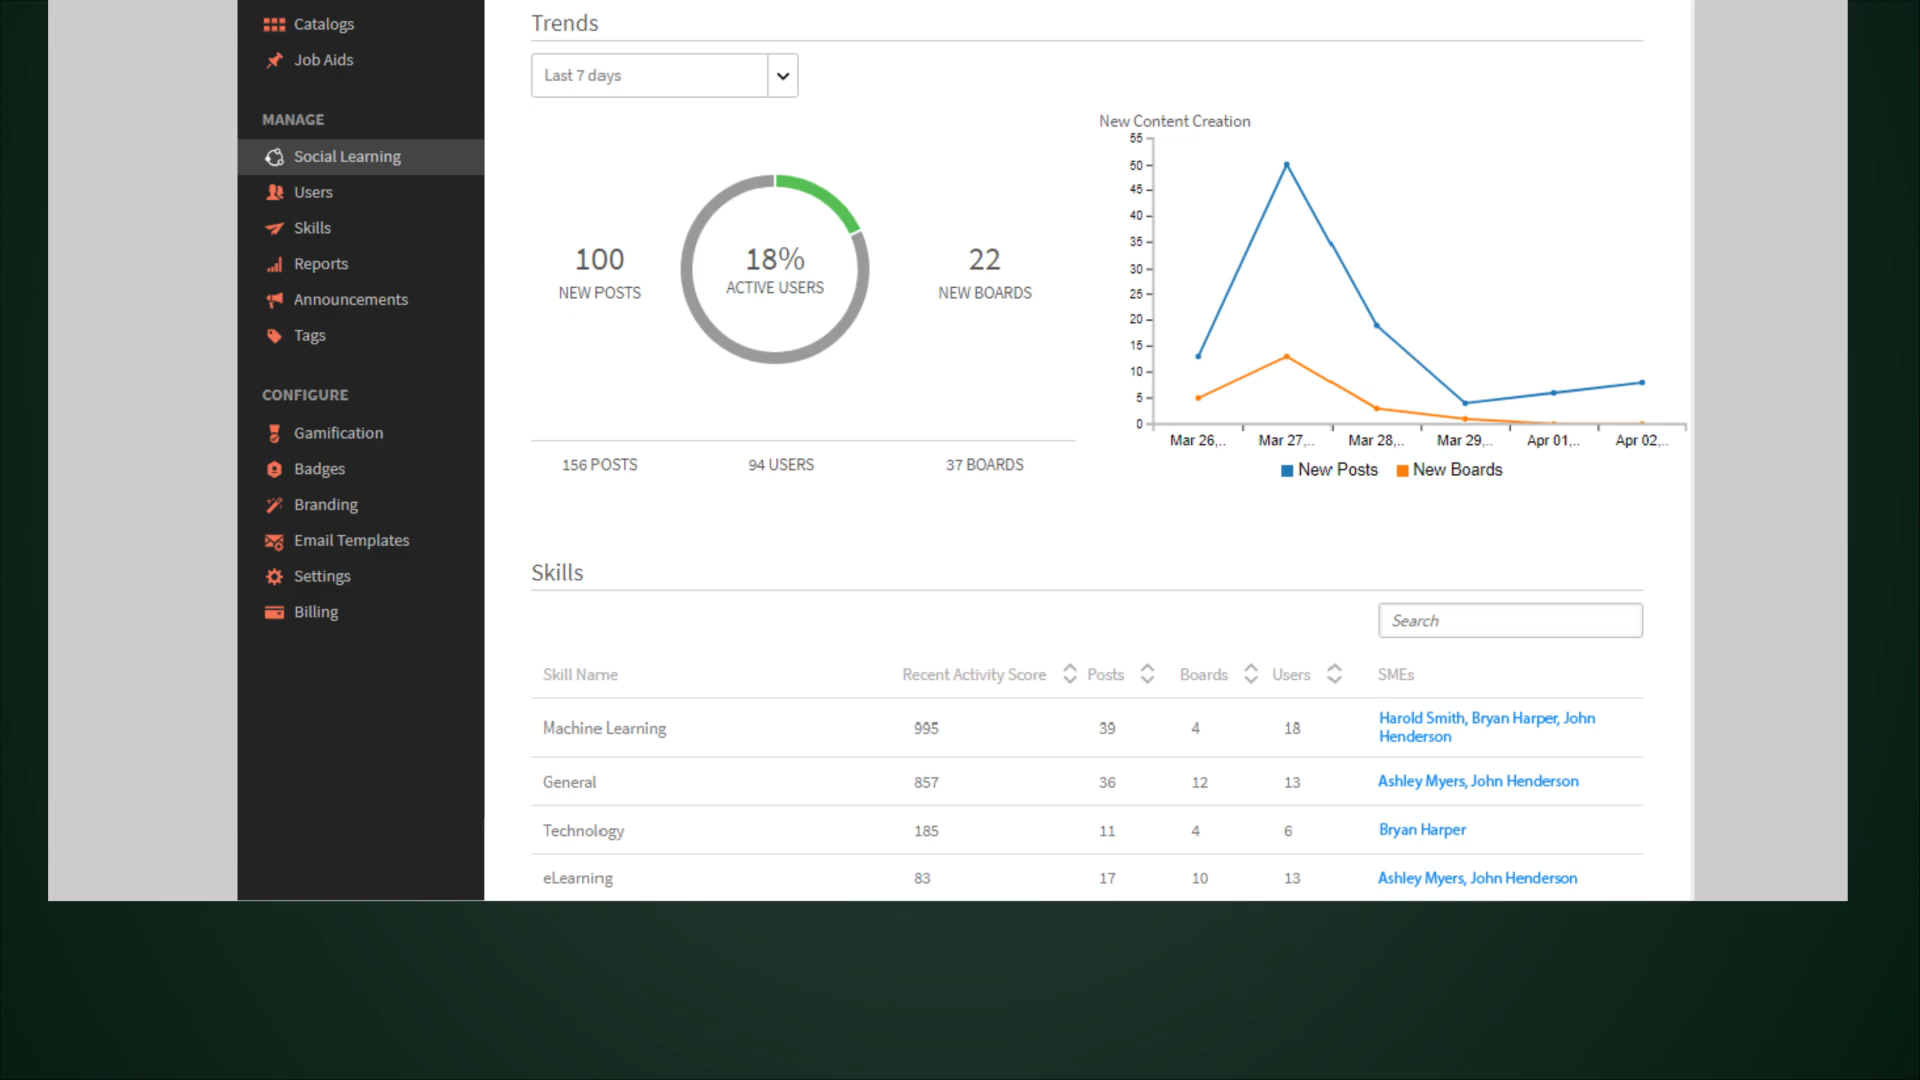 Catalogs
Job Aids
MANAGE
Social Learning
Users
Skills
Reports
Announcements
Tags
CONFIGURE
Gamification
Badges
Branding
Email Templates
Settings
Billing
Trends
Last 7 days
100
NEW POSTS
18%
ACTIVE USERS
22
NEW BOARDS
156 POSTS
94 USERS
37 BOARDS
New Content Creation
55
50
45
40
35
30
25
20
15
10
5
0
Mar 26,.. Mar 27,.. Mar 28,.. Mar 29,.. Apr 01,.. Apr 02,..
New Posts New Boards
Skills
Search
Skill Name Recent Activity Score Posts Boards Users SMEs
Machine Learning 995 39 4 18 Harold Smith, Bryan Harper, John
Henderson
General 857 36 12 13 Ashley Myers, John Henderson
Technology 185 11 4 6 Bryan Harper
eLearning 83 17 10 13 Ashley Myers, John Henderson